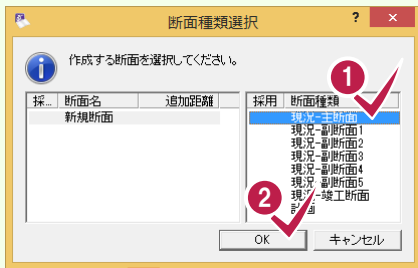 断面種類選択
? ×
作成する断面を選択してください。
採... 断面名 追加距離
新規断面
採用 断面種類
現況-主断面
現況-副断面1
現況-副断面2
現況-副断面3
現況-副断面4
現況-副断面5
現況-竣工断面
計画
1
2
OK キャンセル